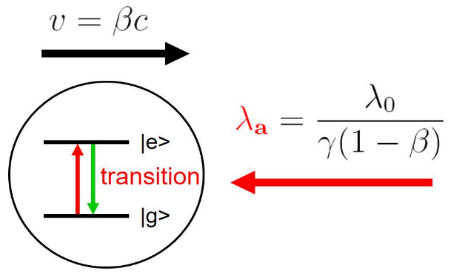 v = βc
|e>
transition
|g>
λₐ = λ₀ / γ(1 − β)